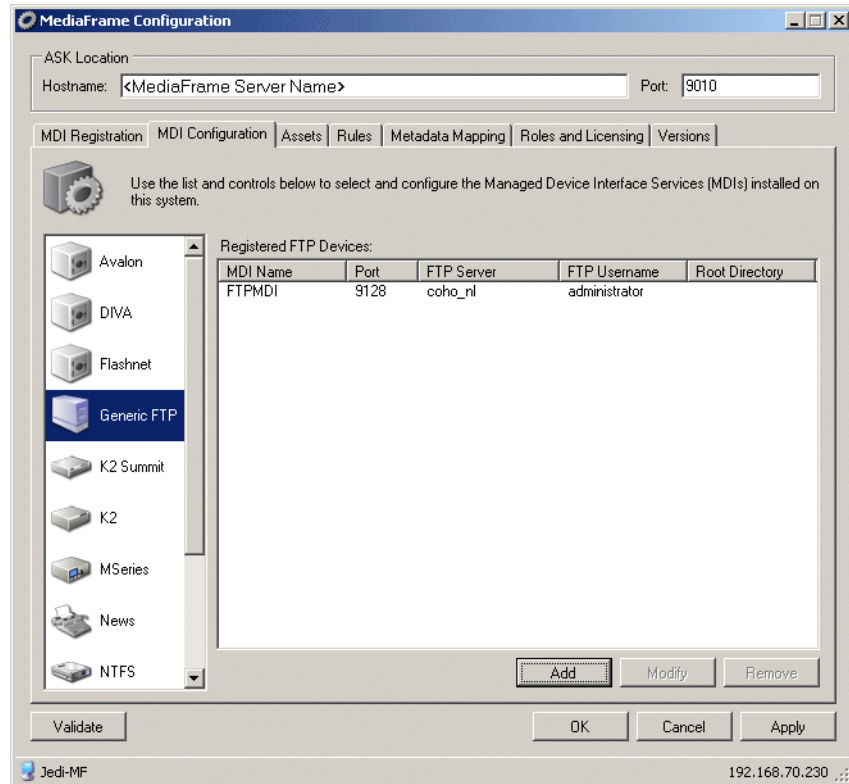 MediaFrame Configuration
ASK Location
Hostname: <MediaFrame Server Name> Port: 9010
MDI Registration MDI Configuration Assets Rules Metadata Mapping Roles and Licensing Versions
Use the list and controls below to select and configure the Managed Device Interface Services (MDIs) installed on
this system.
Avalon
DIVA
Flashnet
Generic FTP
K2 Summit
K2
MSeries
News
NTFS
Registered FTP Devices:
MDI Name Port FTP Server FTP Username Root Directory
FTPMDI 9128 coho_nl administrator
Add Modify Remove
Validate OK Cancel Apply
Jedi-MF 192.168.70.230